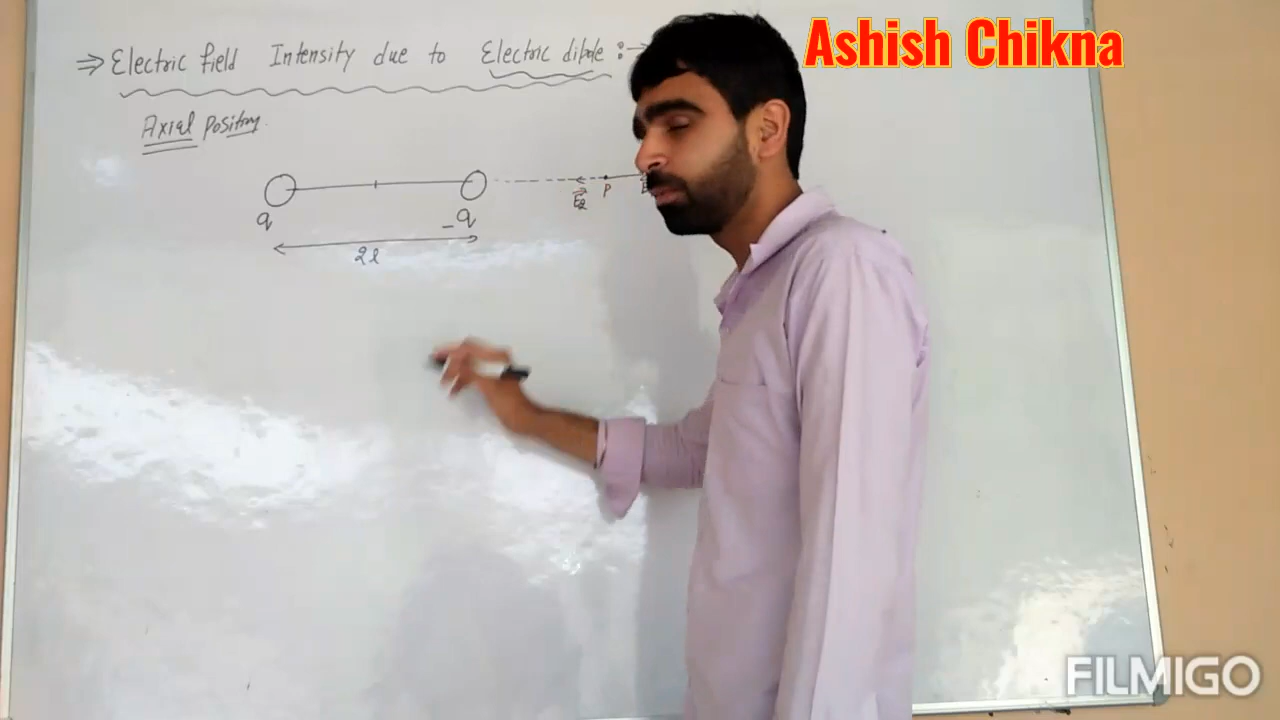 Ashish Chikna
⇒ Electric field Intensity due to Electric dipole :→
Axial Position.
E₂ P E
q -q
2l
FILMIGO